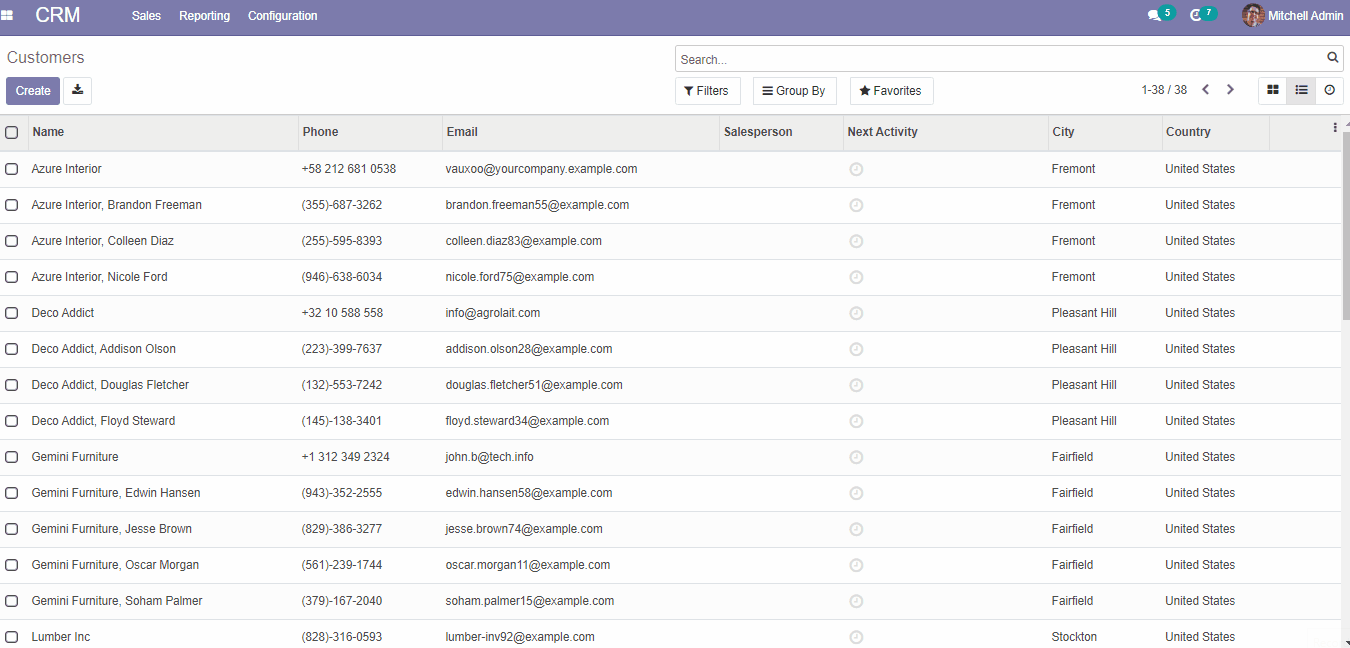 CRM Sales Reporting Configuration 5 7 Mitchell Admin
Customers Search...
Create Filters Group By Favorites 1-38 / 38
Name Phone Email Salesperson Next Activity City Country
Azure Interior +58 212 681 0538 vauxoo@yourcompany.example.com Fremont United States
Azure Interior, Brandon Freeman (355)-687-3262 brandon.freeman55@example.com Fremont United States
Azure Interior, Colleen Diaz (255)-595-8393 colleen.diaz83@example.com Fremont United States
Azure Interior, Nicole Ford (946)-638-6034 nicole.ford75@example.com Fremont United States
Deco Addict +32 10 588 558 info@agrolait.com Pleasant Hill United States
Deco Addict, Addison Olson (223)-399-7637 addison.olson28@example.com Pleasant Hill United States
Deco Addict, Douglas Fletcher (132)-553-7242 douglas.fletcher51@example.com Pleasant Hill United States
Deco Addict, Floyd Steward (145)-138-3401 floyd.steward34@example.com Pleasant Hill United States
Gemini Furniture +1 312 349 2324 john.b@tech.info Fairfield United States
Gemini Furniture, Edwin Hansen (943)-352-2555 edwin.hansen58@example.com Fairfield United States
Gemini Furniture, Jesse Brown (829)-386-3277 jesse.brown74@example.com Fairfield United States
Gemini Furniture, Oscar Morgan (561)-239-1744 oscar.morgan11@example.com Fairfield United States
Gemini Furniture, Soham Palmer (379)-167-2040 soham.palmer15@example.com Fairfield United States
Lumber Inc (828)-316-0593 lumber-inv92@example.com Stockton United States